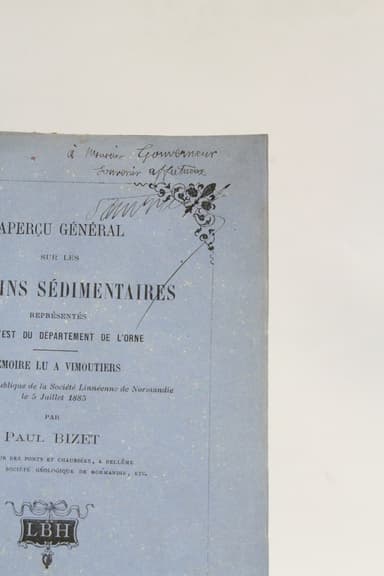 à Monsieur Gouverneur
Souvenir affectueux
APERÇU GÉNÉRAL
SUR LES
INS SÉDIMENTAIRES
REPRÉSENTÉS
EST DU DÉPARTEMENT DE L'ORNE
ÉMOIRE LU A VIMOUTIERS
ublique de la Société Linnéenne de Normandie
le 5 Juillet 1885
PAR
PAUL BIZET
UR DES PONTS ET CHAUSSÉES, A BELLÊME
SOCIÉTÉ GÉOLOGIQUE DE NORMANDIE, ETC.
LBH